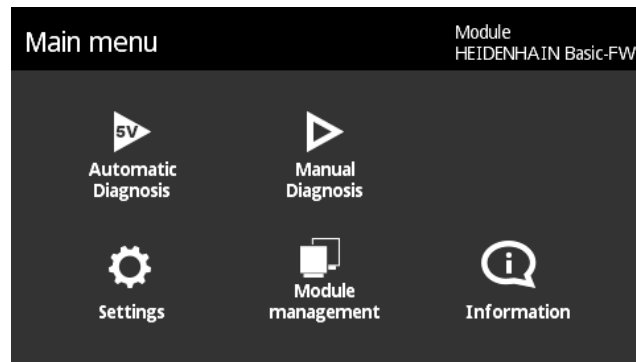 Main menu
Module
HEIDENHAIN Basic-FW
5V
Automatic
Diagnosis
Manual
Diagnosis
Settings
Module
management
Information